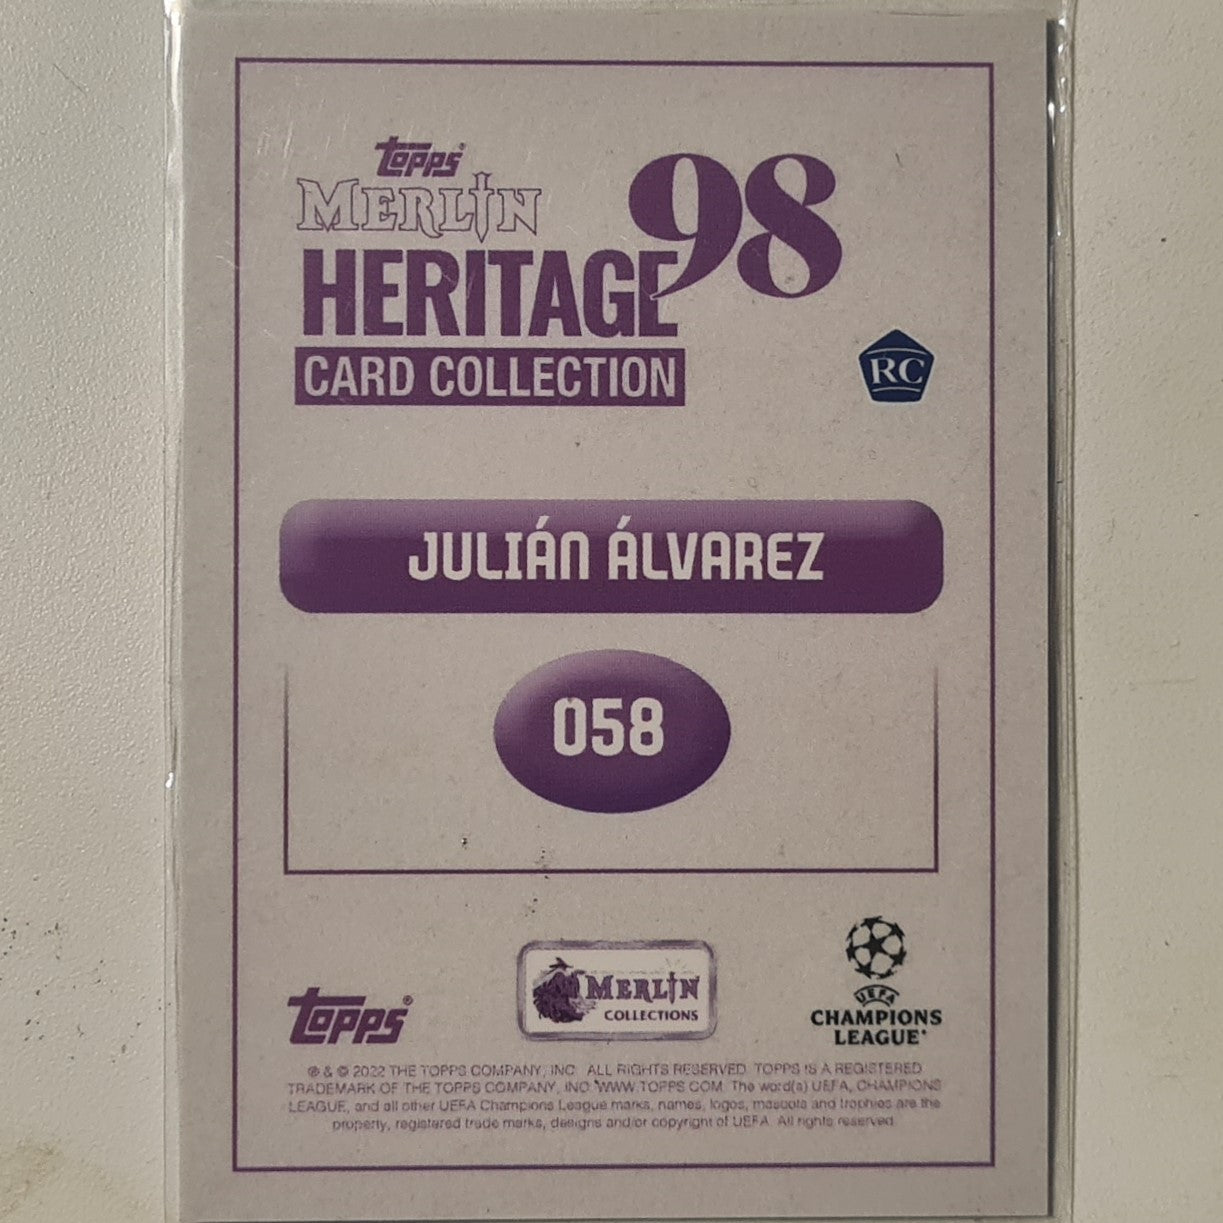 topps
MERLIN
HERITAGE 98
CARD COLLECTION
RC
JULIÁN ÁLVAREZ
058
topps®
MERLIN
COLLECTIONS
UEFA
CHAMPIONS
LEAGUE®
® & © 2022 THE TOPPS COMPANY, INC. ALL RIGHTS RESERVED. TOPPS IS A REGISTERED
TRADEMARK OF THE TOPPS COMPANY, INC. WWW.TOPPS.COM. The word(s) UEFA, CHAMPIONS
LEAGUE, and all other UEFA Champions League marks, names, logos, mascots and trophies are the
property, registered trade marks, designs and/or copyright of UEFA. All rights reserved.